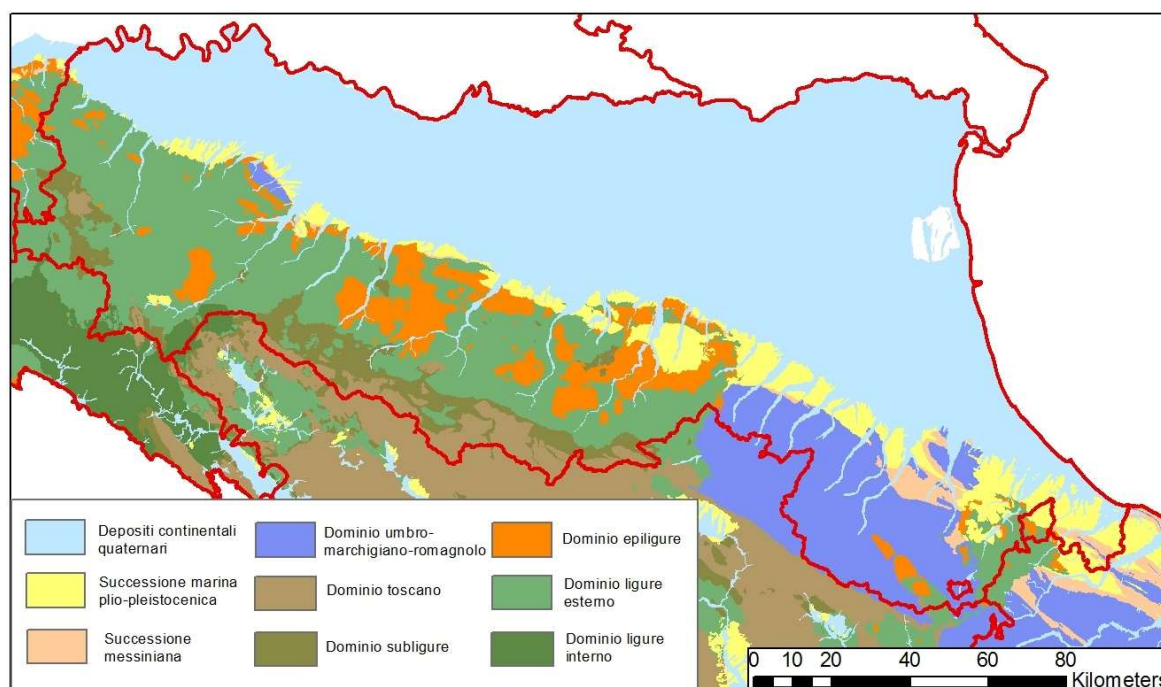 Depositi continentali
quaternari
Successione marina
plio-pleistocenica
Successione
messiniana
Dominio umbro-
marchigiano-romagnolo
Dominio toscano
Dominio subligure
Dominio epiligure
Dominio ligure
esterno
Dominio ligure
interno
0 10 20 40 60 80
Kilometers